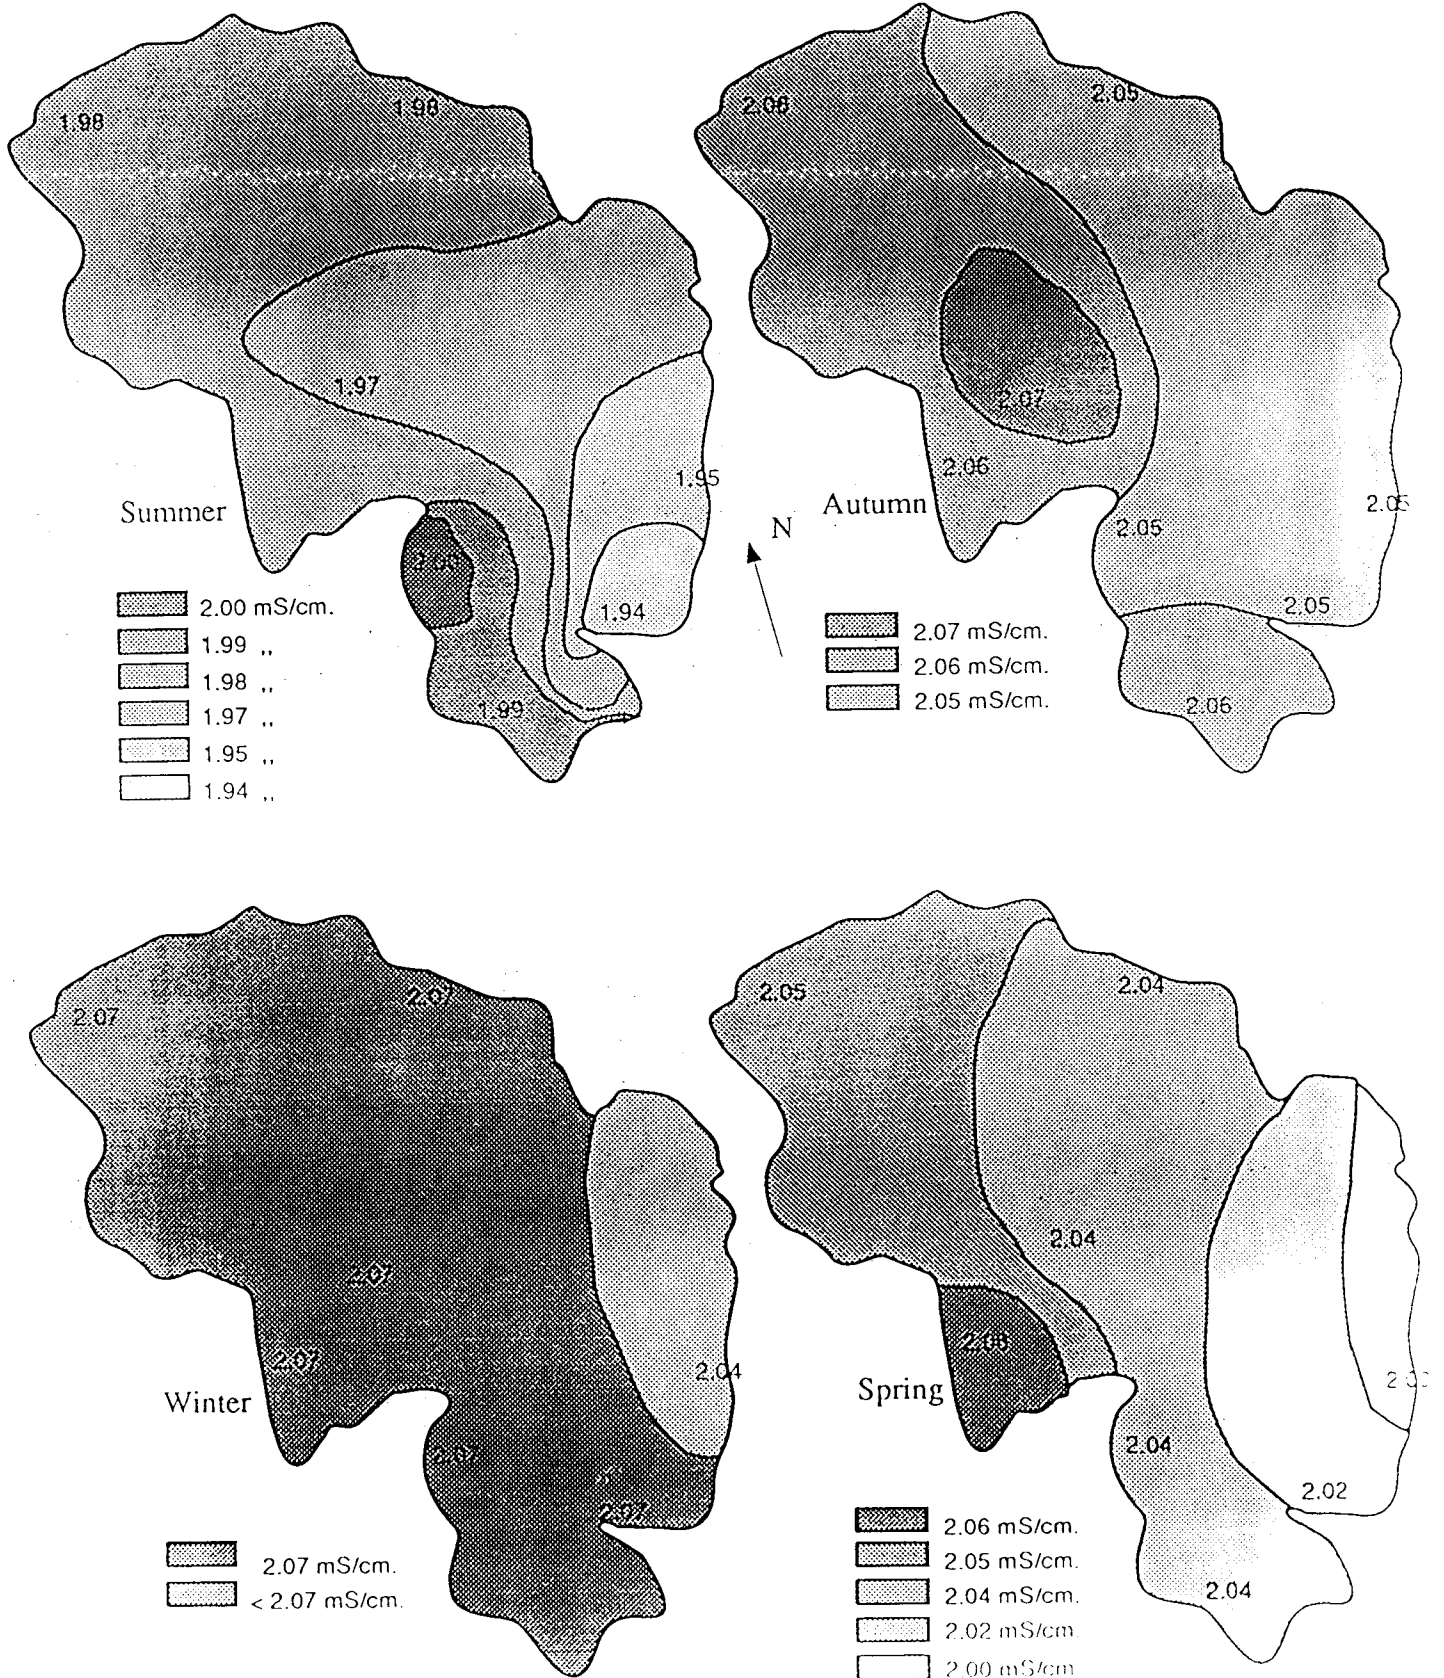 1.98
1.98
1.97
1.95
1.94
1.99
Summer
2.00 mS/cm.
1.99 ,,
1.98 ,,
1.97 ,,
1.95 ,,
1.94 ,,
N
2.06
2.05
2.07
2.06
2.05
2.05
2.05
2.06
Autumn
2.07 mS/cm.
2.06 mS/cm.
2.05 mS/cm.
2.07
2.07
2.07
2.07
2.04
2.07
2.07
Winter
2.07 mS/cm.
< 2.07 mS/cm.
2.05
2.04
2.04
2.04
2.02
2.04
Spring
2.06 mS/cm.
2.05 mS/cm.
2.04 mS/cm.
2.02 mS/cm
2.00 mS/cm